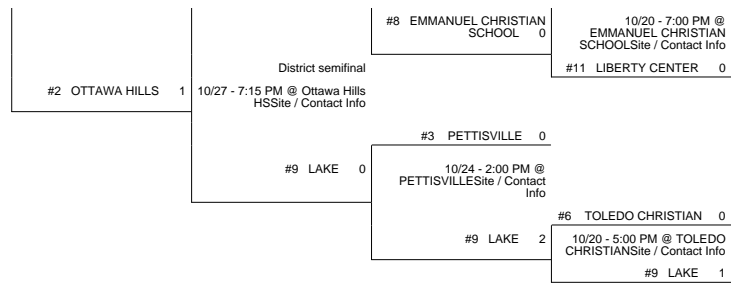 #8 EMMANUEL CHRISTIAN
SCHOOL 0
10/20 - 7:00 PM @
EMMANUEL CHRISTIAN
SCHOOLSite / Contact Info
#11 LIBERTY CENTER 0
District semifinal
#2 OTTAWA HILLS 1
10/27 - 7:15 PM @ Ottawa Hills
HSSite / Contact Info
#3 PETTISVILLE 0
#9 LAKE 0
10/24 - 2:00 PM @
PETTISVILLESite / Contact
Info
#6 TOLEDO CHRISTIAN 0
#9 LAKE 2
10/20 - 5:00 PM @ TOLEDO
CHRISTIANSite / Contact Info
#9 LAKE 1